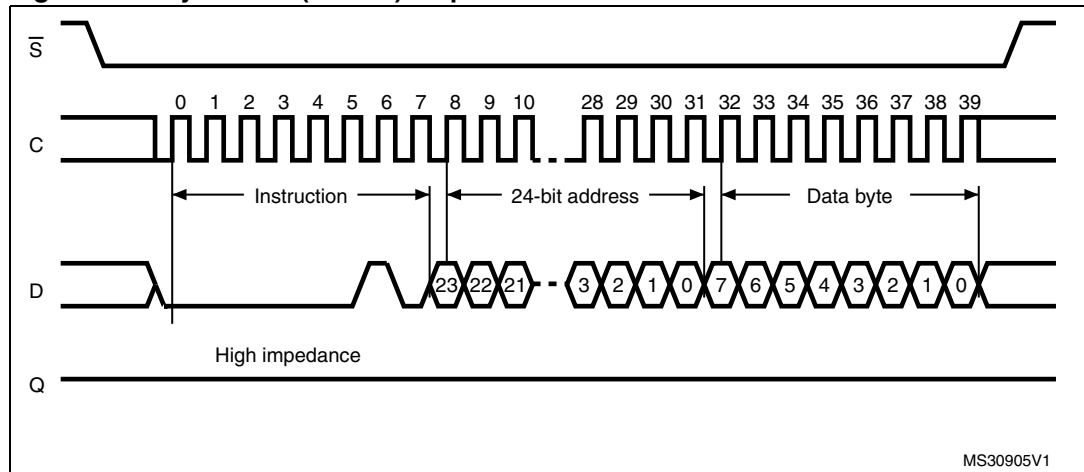 S
0 1 2 3 4 5 6 7 8 9 10 28 29 30 31 32 33 34 35 36 37 38 39
C
Instruction 24-bit address Data byte
D 23 22 21 3 2 1 0 7 6 5 4 3 2 1 0
High impedance
Q
MS30905V1